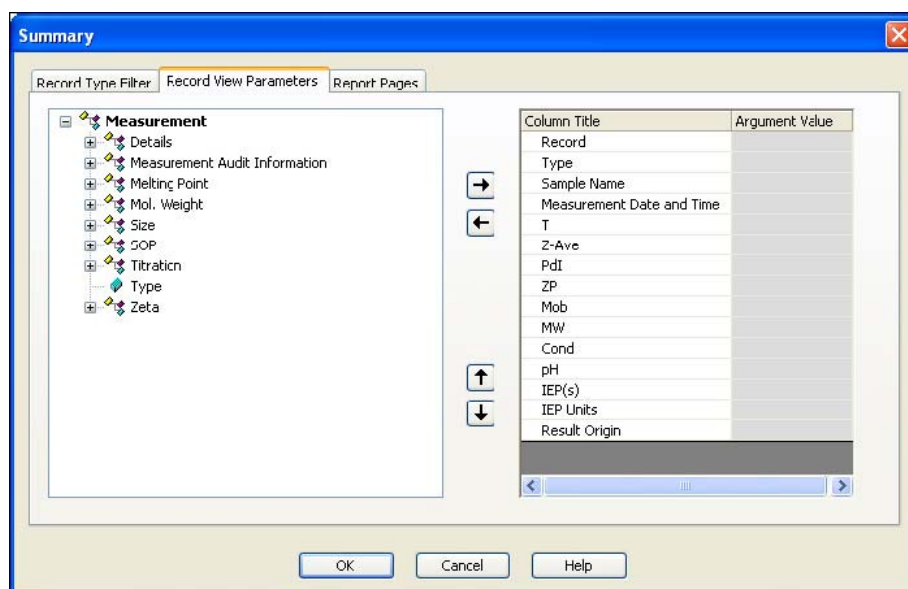 Summary
Record Type Filter
Record View Parameters
Report Pages
Measurement
Details
Measurement Audit Information
Melting Point
Mol. Weight
Size
SOP
Titration
Type
Zeta
Column Title
Argument Value
Record
Type
Sample Name
Measurement Date and Time
T
Z-Ave
PdI
ZP
Mob
MW
Cond
pH
IEP(s)
IEP Units
Result Origin
OK
Cancel
Help